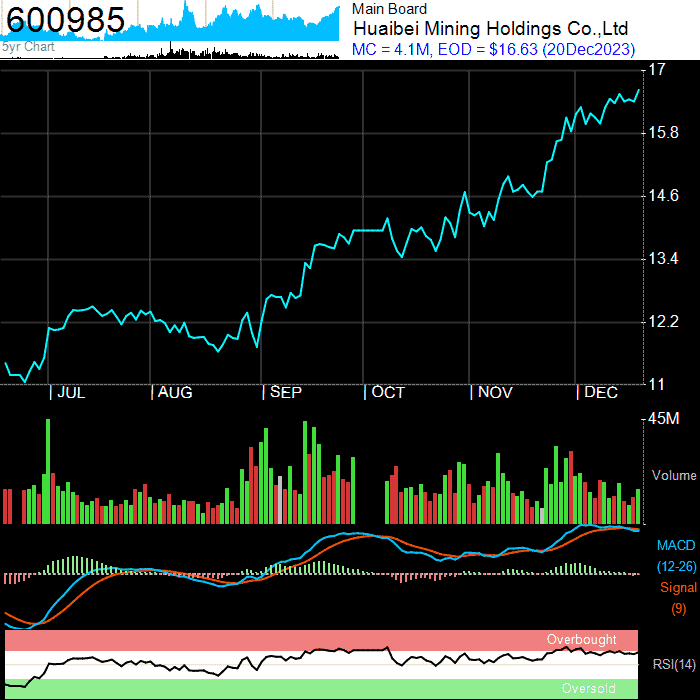 600985
5yr Chart
Main Board
Huaibei Mining Holdings Co.,Ltd
MC = 4.1M, EOD = $16.63 (20Dec2023)
17
15.8
14.6
13.4
12.2
11
JUL
AUG
SEP
OCT
NOV
DEC
45M
Volume
MACD
(12-26)
Signal
(9)
Overbought
RSI(14)
Oversold